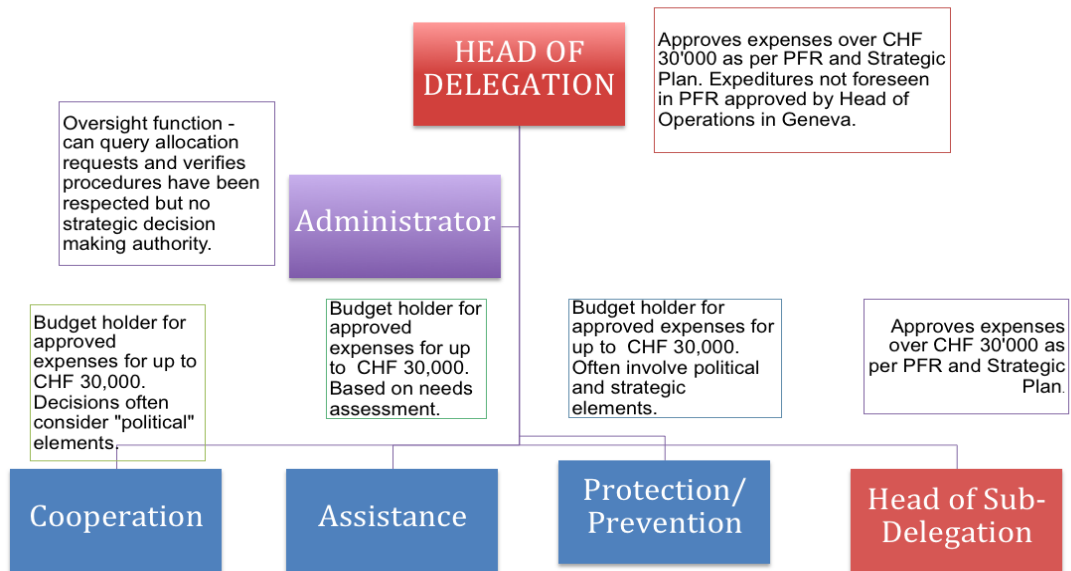 HEAD OF
DELEGATION
Approves expenses over CHF
30'000 as per PFR and Strategic
Plan. Expeditures not foreseen
in PFR approved by Head of
Operations in Geneva.
Oversight function -
can query allocation
requests and verifies
procedures have been
respected but no
strategic decision
making authority.
Administrator
Budget holder for
approved
expenses for up to
CHF 30,000.
Decisions often
consider "political"
elements.
Budget holder for
approved
expenses for up
to CHF 30,000.
Based on needs
assessment.
Budget holder for
approved expenses for
up to CHF 30,000.
Often involve political
and strategic
elements.
Approves expenses
over CHF 30'000 as
per PFR and Strategic
Plan.
Cooperation
Assistance
Protection/
Prevention
Head of Sub-
Delegation